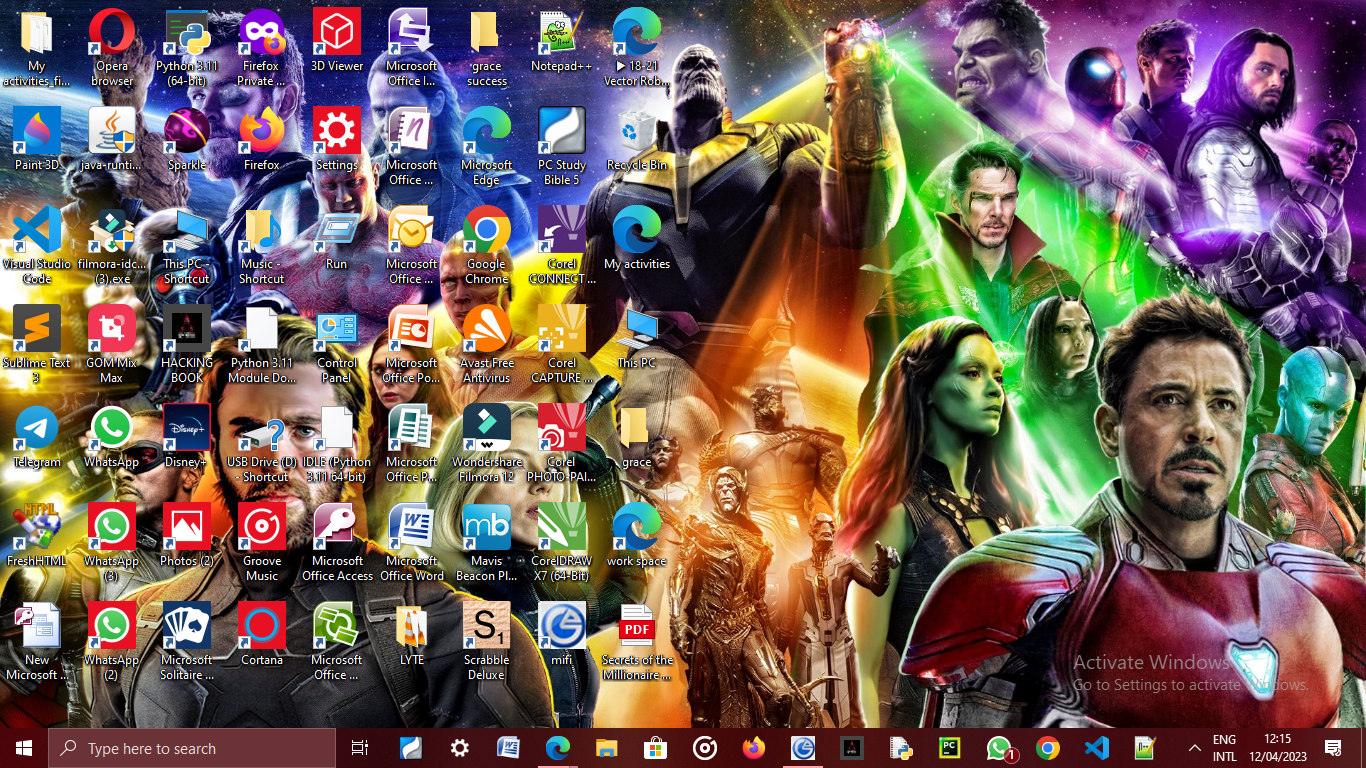 My
activities_fi...
Opera
browser
Python 3.11
(64-bit)
Firefox
Private ...
3D Viewer
Microsoft
Office I...
grace
success
Notepad++
▶ 18-21
Vector Rob...
Paint 3D
java-runti...
Sparkle
Firefox
Settings
Microsoft
Office ...
Microsoft
Edge
PC Study
Bible 5
Recycle Bin
Visual Studio
Code
filmora-idc...
(3).exe
This PC -
Shortcut
Music -
Shortcut
Run
Microsoft
Office ...
Google
Chrome
Corel
CONNECT ...
My activities
Sublime Text
3
GOM Mix
Max
HACKING
BOOK
Python 3.11
Module Do...
Control
Panel
Microsoft
Office Po...
Avast Free
Antivirus
Corel
CAPTURE ...
This PC
Telegram
WhatsApp
Disney+
Disney+
USB Drive (D)
- Shortcut
IDLE (Python
3.11 64-bit)
Microsoft
Office P...
Wondershare
Filmora 12
Corel
PHOTO-PAI...
grace
HTML
FreshHTML
WhatsApp
(3)
Photos (2)
Groove
Music
Microsoft
Office Access
Microsoft
Office Word
mb
Mavis
Beacon Pl...
CorelDRAW
X7 (64-Bit)
work space
New
Microsoft ...
WhatsApp
(2)
Microsoft
Solitaire ...
Cortana
Microsoft
Office ...
LYTE
S1
Scrabble
Deluxe
mifi
PDF
Secrets of the
Millionaire ...
Activate Windows
Go to Settings to activate Windows.
Type here to search
PC
1
ENG
INTL
12:15
12/04/2023